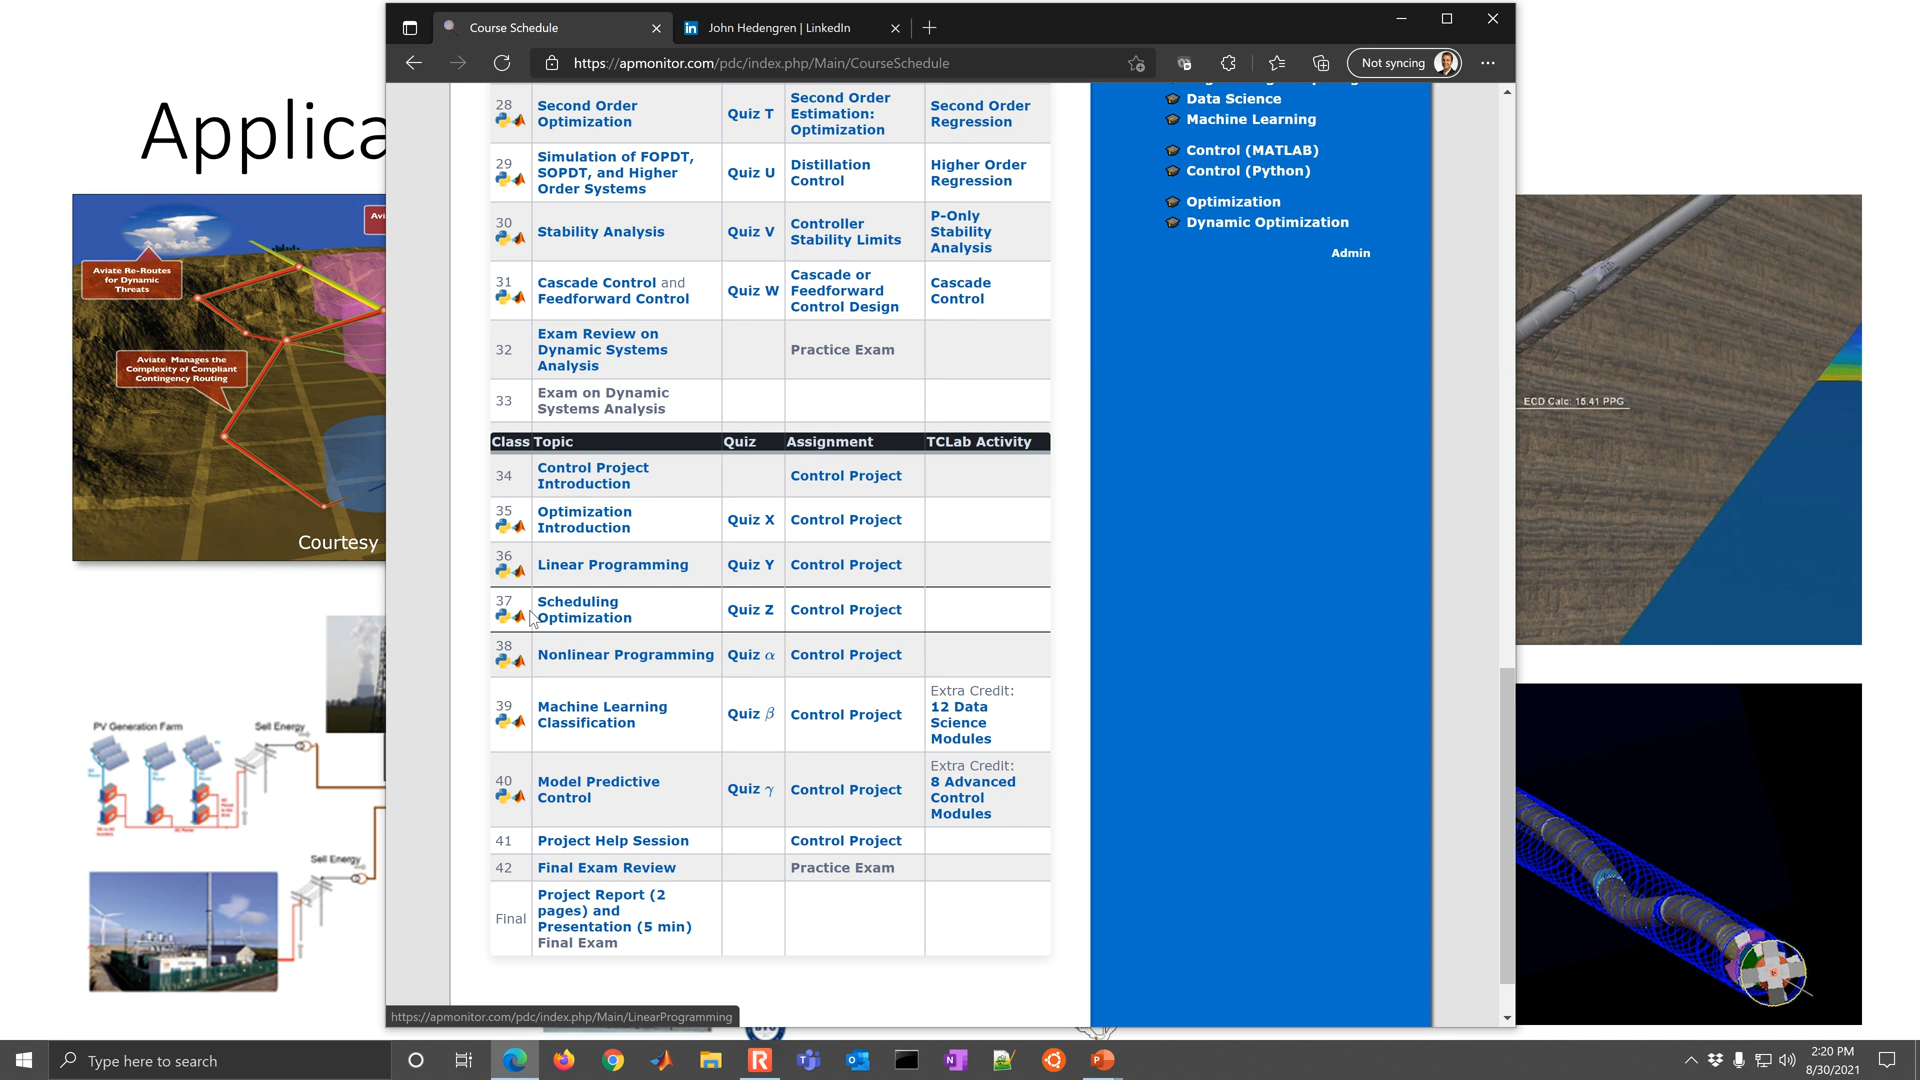 Course Schedule
John Hedengren | LinkedIn
https://apmonitor.com/pdc/index.php/Main/CourseSchedule
Not syncing
Applica
Avi
Aviate Re-Routes
for Dynamic
Threats
Aviate Manages the
Complexity of Compliant
Contingency Routing
Courtesy
PV Generation Farm
Sell Energy
Sell Energy
28
Second Order
Optimization
Quiz T
Second Order
Estimation:
Optimization
Second Order
Regression
29
Simulation of FOPDT,
SOPDT, and Higher
Order Systems
Quiz U
Distillation
Control
Higher Order
Regression
30
Stability Analysis
Quiz V
Controller
Stability Limits
P-Only
Stability
Analysis
31
Cascade Control and
Feedforward Control
Quiz W
Cascade or
Feedforward
Control Design
Cascade
Control
32
Exam Review on
Dynamic Systems
Analysis
Practice Exam
33
Exam on Dynamic
Systems Analysis
Class Topic Quiz Assignment TCLab Activity
34
Control Project
Introduction
Control Project
35
Optimization
Introduction
Quiz X
Control Project
36
Linear Programming
Quiz Y
Control Project
37
Scheduling
Optimization
Quiz Z
Control Project
38
Nonlinear Programming
Quiz α
Control Project
39
Machine Learning
Classification
Quiz β
Control Project
Extra Credit:
12 Data
Science
Modules
40
Model Predictive
Control
Quiz γ
Control Project
Extra Credit:
8 Advanced
Control
Modules
41
Project Help Session
Control Project
42
Final Exam Review
Practice Exam
Final
Project Report (2
pages) and
Presentation (5 min)
Final Exam
Data Science
Machine Learning
Control (MATLAB)
Control (Python)
Optimization
Dynamic Optimization
Admin
ECD Calc: 15.41 PPG
https://apmonitor.com/pdc/index.php/Main/LinearProgramming
Type here to search
2:20 PM
8/30/2021